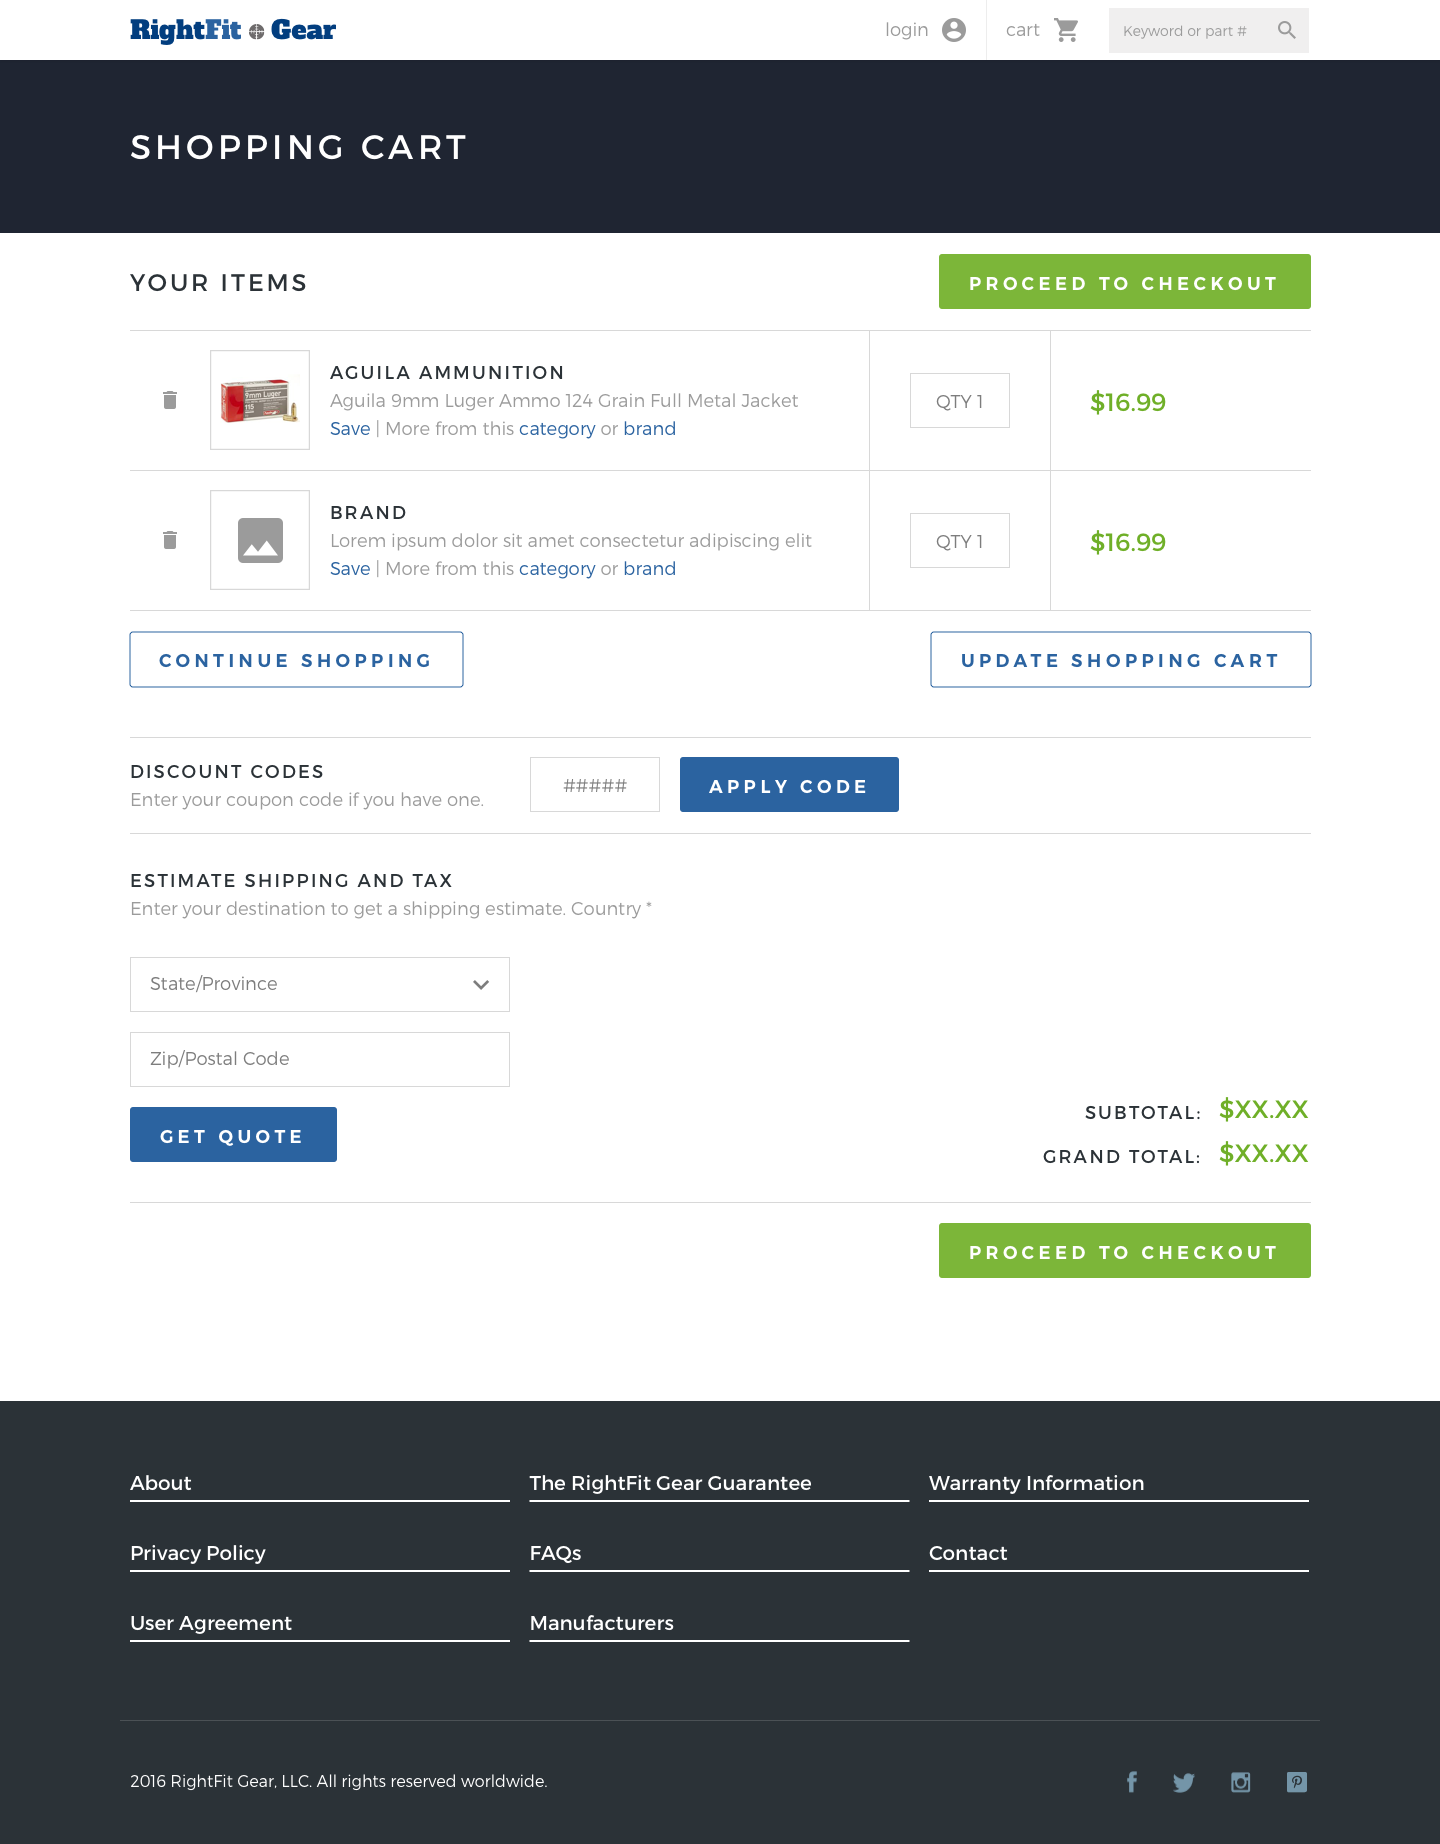 RightFit Gear
login
cart
Keyword or part #
SHOPPING CART
YOUR ITEMS
PROCEED TO CHECKOUT
9mm Luger
115
AGUILA AMMUNITION
Aguila 9mm Luger Ammo 124 Grain Full Metal Jacket
Save | More from this category or brand
QTY 1
$16.99
BRAND
Lorem ipsum dolor sit amet consectetur adipiscing elit
Save | More from this category or brand
QTY 1
$16.99
CONTINUE SHOPPING
UPDATE SHOPPING CART
DISCOUNT CODES
Enter your coupon code if you have one.
#####
APPLY CODE
ESTIMATE SHIPPING AND TAX
Enter your destination to get a shipping estimate. Country *
State/Province
Zip/Postal Code
GET QUOTE
SUBTOTAL: $XX.XX
GRAND TOTAL: $XX.XX
PROCEED TO CHECKOUT
About
The RightFit Gear Guarantee
Warranty Information
Privacy Policy
FAQs
Contact
User Agreement
Manufacturers
2016 RightFit Gear, LLC. All rights reserved worldwide.